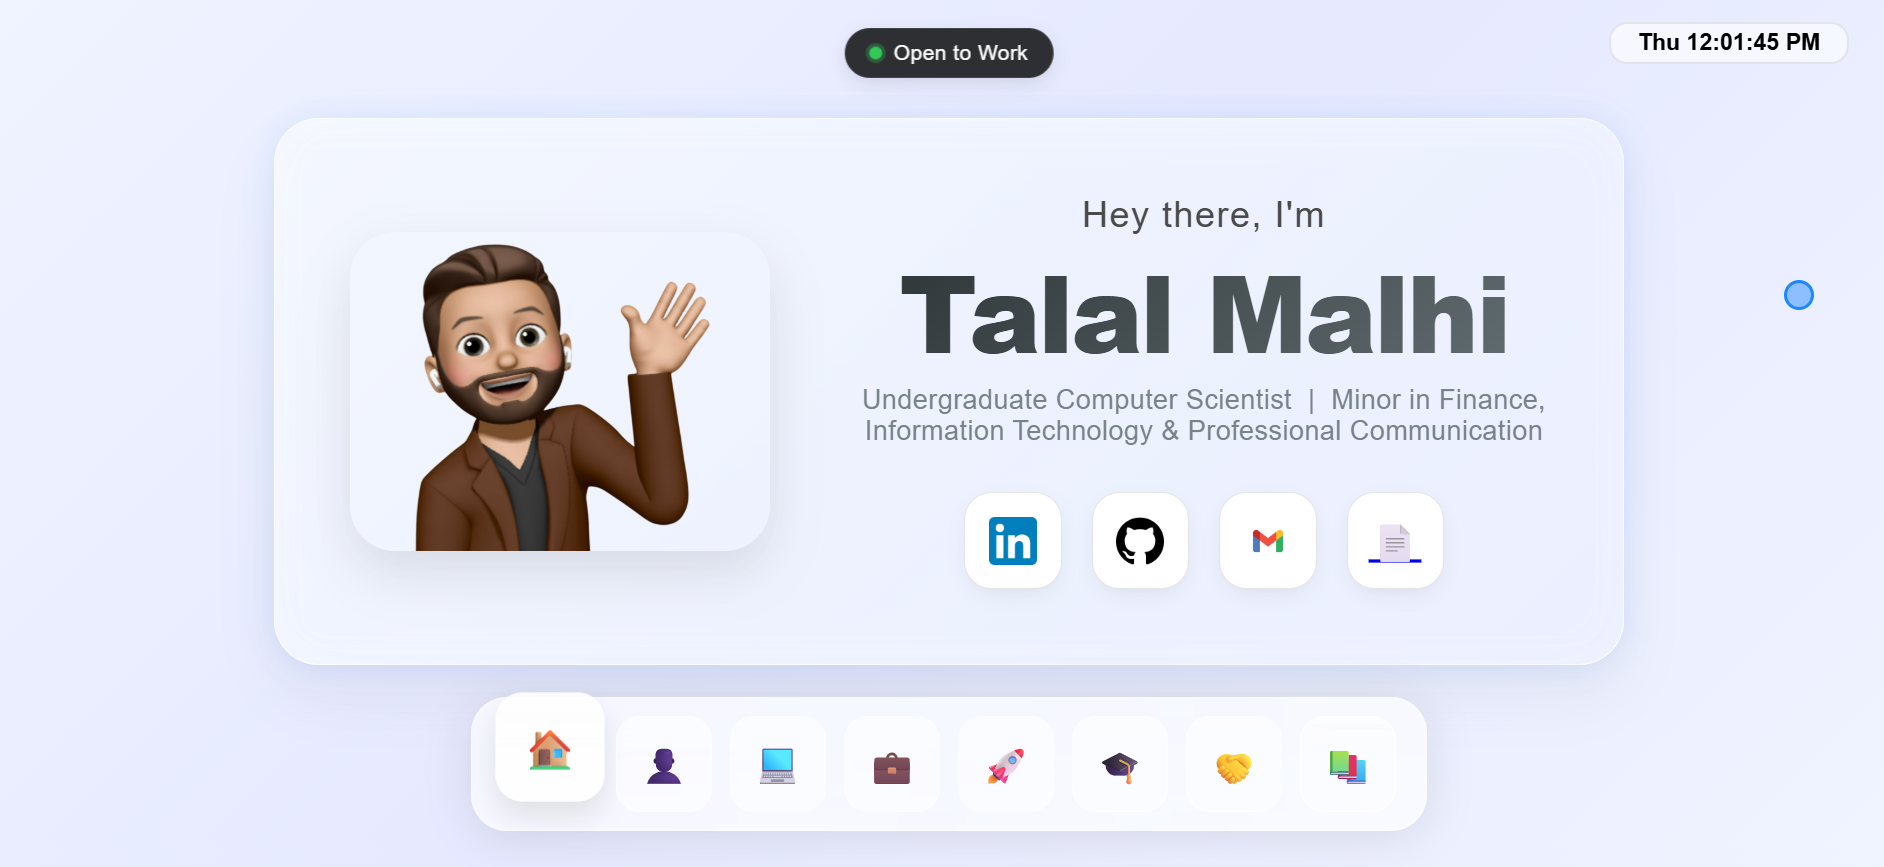 Open to Work
Thu 12:01:45 PM
Hey there, I'm
Talal Malhi
Undergraduate Computer Scientist | Minor in Finance,
Information Technology & Professional Communication
in